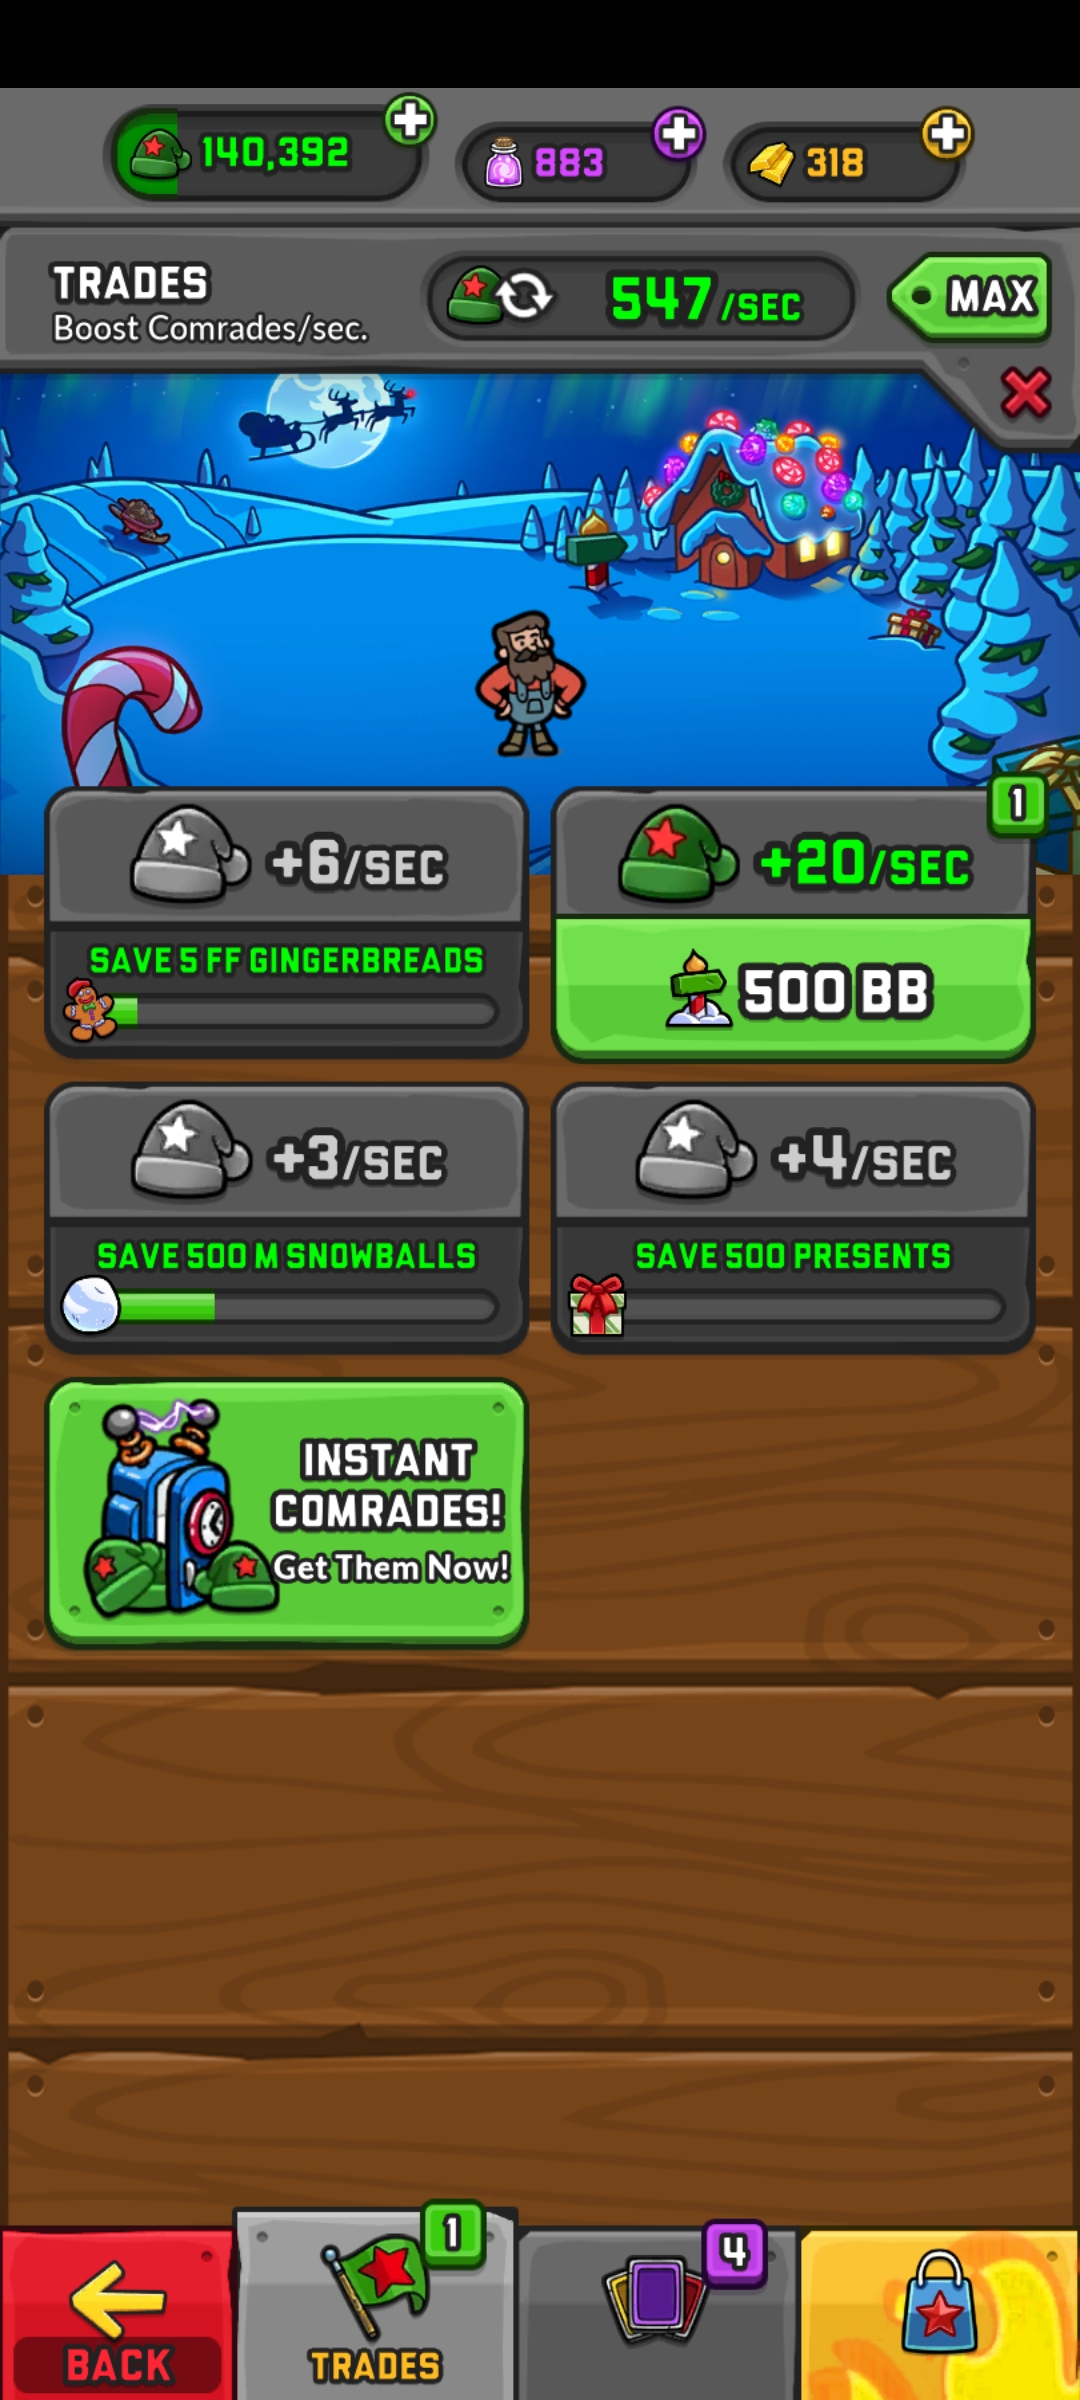 140,392
883
318
TRADES
Boost Comrades/sec.
547/SEC
MAX
+6/SEC
SAVE 5 FF GINGERBREADS
1
+20/SEC
500 BB
+3/SEC
SAVE 500 M SNOWBALLS
+4/SEC
SAVE 500 PRESENTS
INSTANT
COMRADES!
Get Them Now!
BACK
1
TRADES
4